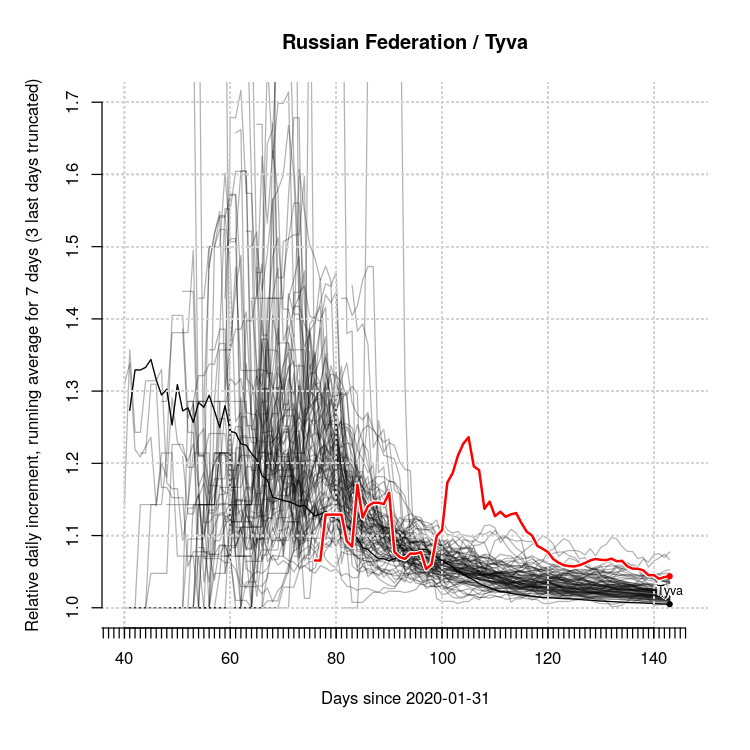 Russian Federation / Tyva
Relative daily increment, running average for 7 days (3 last days truncated)
1.7
1.6
1.5
1.4
1.3
1.2
1.1
1.0
Tyva
40 60 80 100 120 140
Days since 2020-01-31